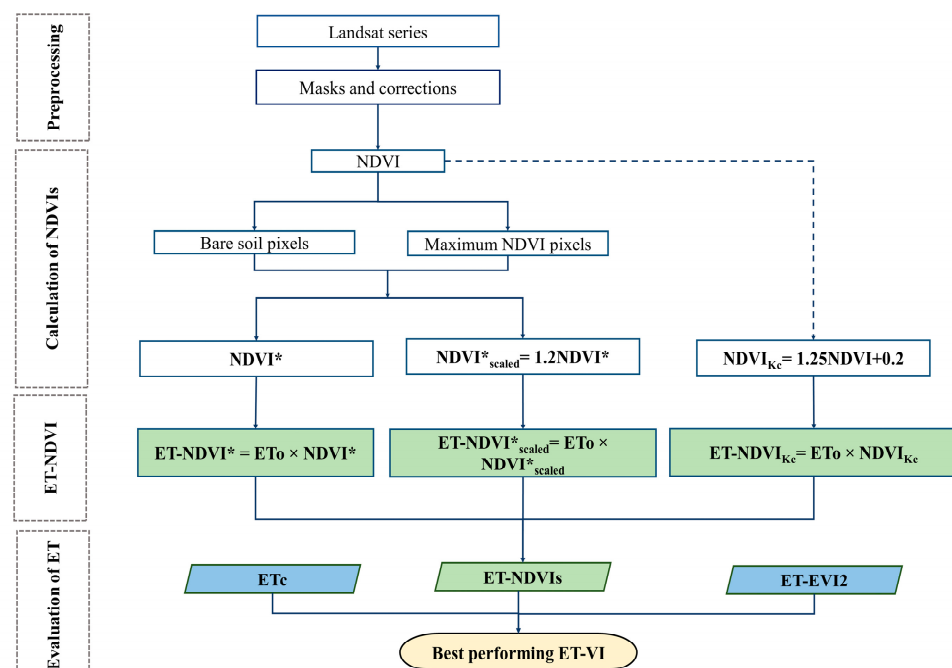 Preprocessing
Landsat series
Masks and corrections
Calculation of NDVIs
NDVI
Bare soil pixels
Maximum NDVI pixels
NDVI*
NDVI*scaled= 1.2NDVI*
NDVIKc= 1.25NDVI+0.2
ET-NDVI
ET-NDVI* = ETo × NDVI*
ET-NDVI*scaled= ETo ×
NDVI*scaled
ET-NDVIKc= ETo × NDVIKc
Evaluation of ET
ETc
ET-NDVIs
ET-EVI2
Best performing ET-VI